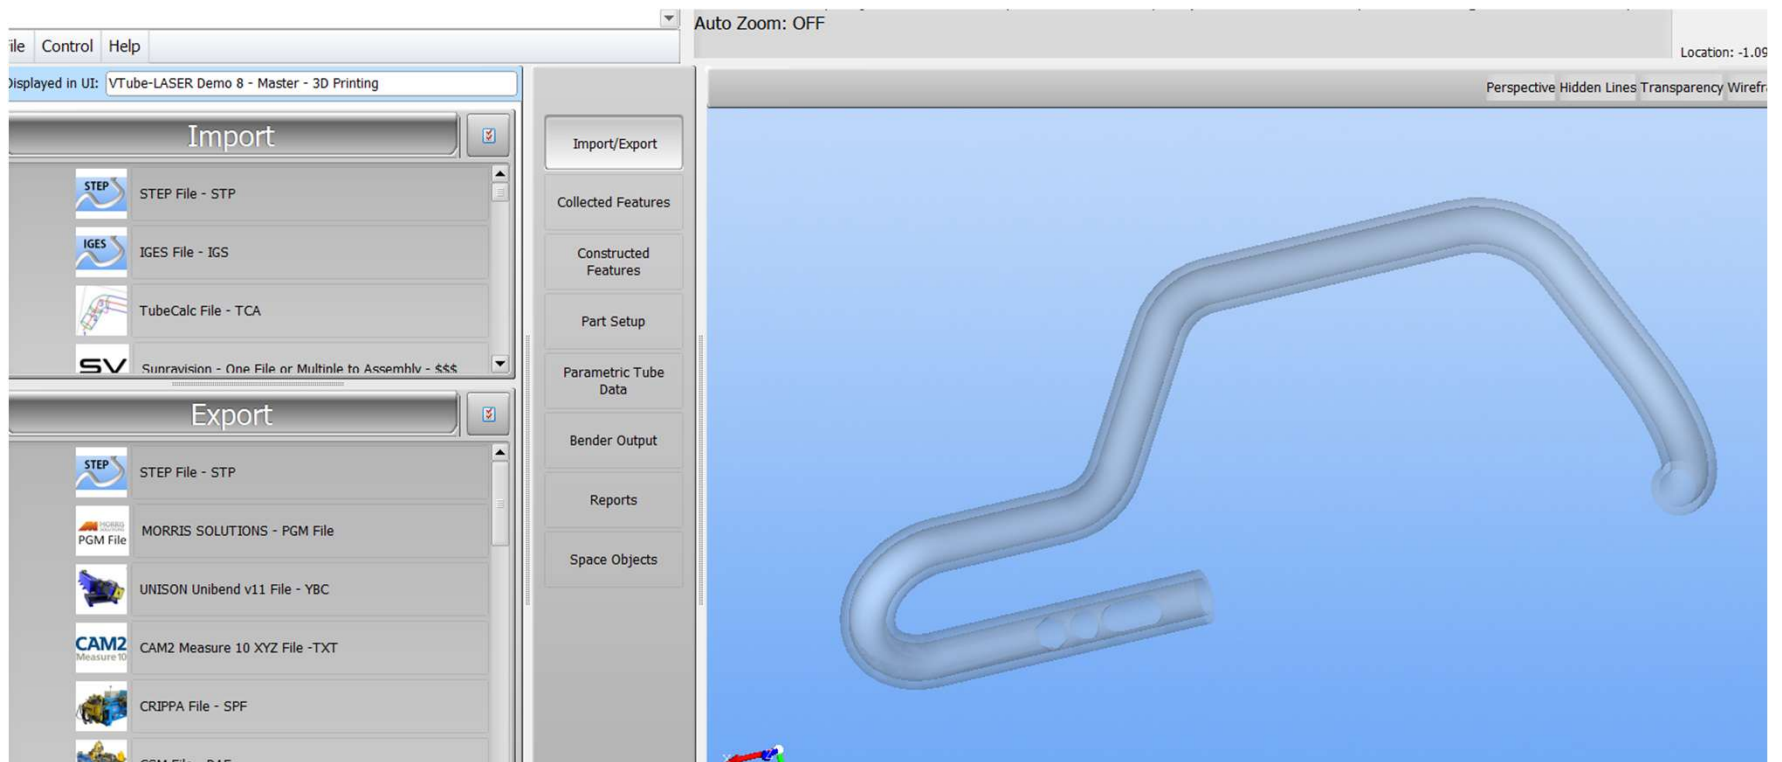 Auto Zoom: OFF
Control Help
Location: -1.09
Displayed in UI: VTube-LASER Demo 8 - Master - 3D Printing
Perspective Hidden Lines Transparency Wirefra
Import
STEP
STEP File - STP
IGES
IGES File - IGS
TubeCalc File - TCA
SV
Supravision - One File or Multiple to Assembly - $$$
Export
STEP
STEP File - STP
MORRIS
SOLUTIONS
PGM File
MORRIS SOLUTIONS - PGM File
UNISON Unibend v11 File - YBC
CAM2
Measure 10
CAM2 Measure 10 XYZ File -TXT
CRIPPA File - SPF
Import/Export
Collected Features
Constructed
Features
Part Setup
Parametric Tube
Data
Bender Output
Reports
Space Objects